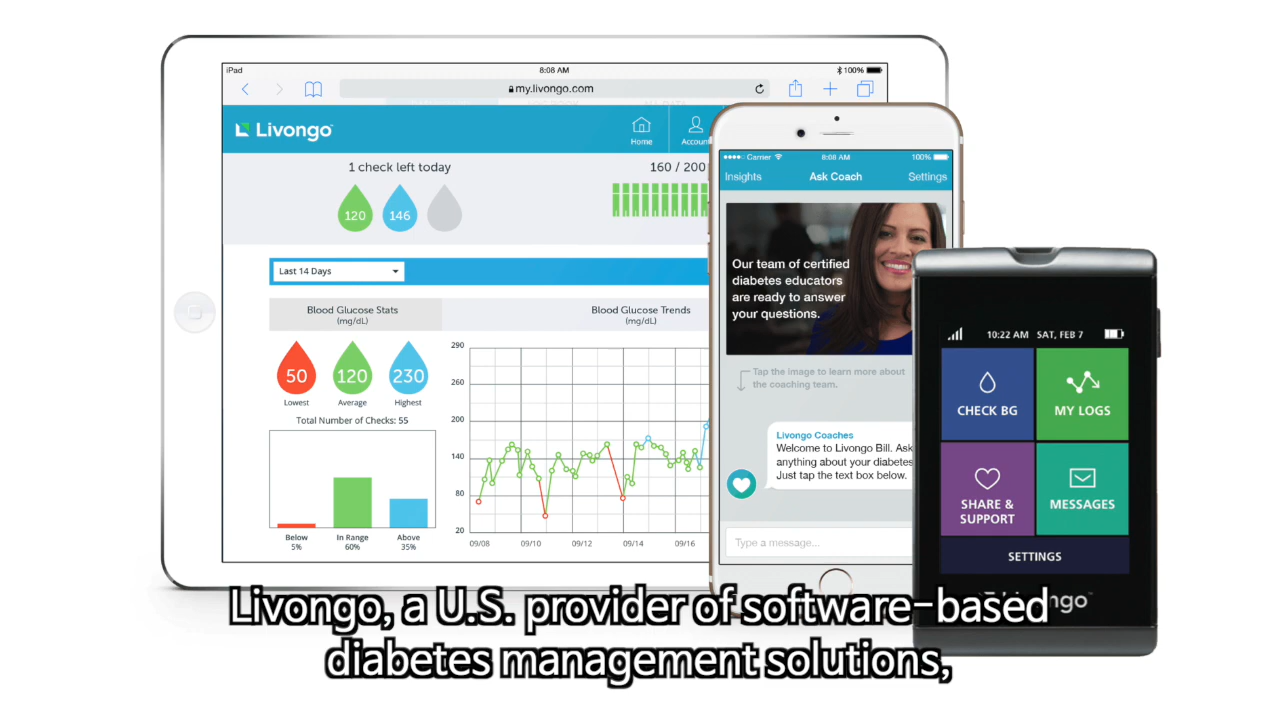 iPad
8:08 AM
100%
my.livongo.com
Livongo
Home
Accoun
1 check left today
160 / 200
120
146
Last 14 Days
Blood Glucose Stats
(mg/dL)
Blood Glucose Trends
(mg/dL)
50
120
230
Lowest
Average
Highest
Total Number of Checks: 55
Below
5%
In Range
60%
Above
35%
290
260
200
140
80
20
09/08
09/10
09/12
09/14
09/16
Carrier
8:08 AM
100%
Insights
Ask Coach
Settings
Our team of certified
diabetes educators
are ready to answer
your questions.
Tap the image to learn more about
the coaching team.
Livongo Coaches
Welcome to Livongo Bill. Ask
anything about your diabetes
Just tap the text box below.
Type a message...
10:22 AM SAT, FEB 7
CHECK BG
MY LOGS
SHARE &
SUPPORT
MESSAGES
SETTINGS
Livongo, a U.S. provider of software-based
diabetes management solutions,